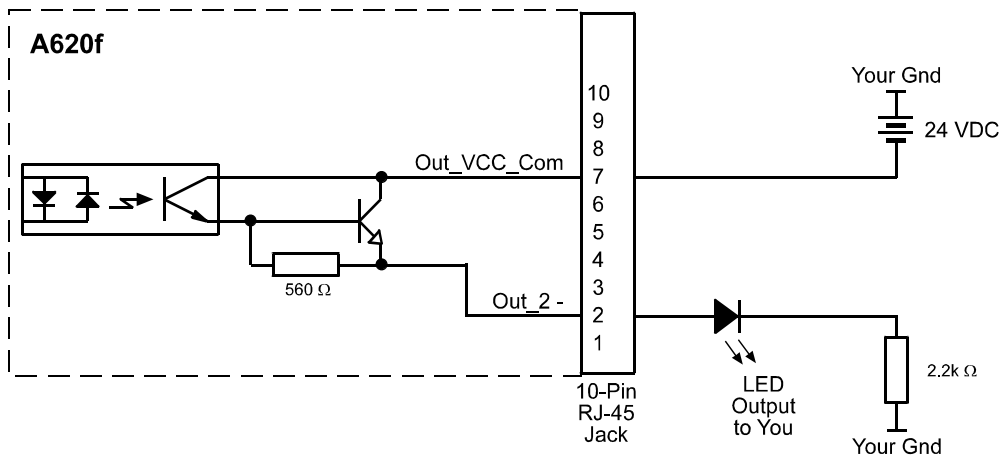 A620f
Your Gnd
24 VDC
10
9
8
7
6
5
4
3
2
1
Out_VCC_Com
560 Ω
Out_2 -
2.2k Ω
10-Pin
RJ-45
Jack
LED
Output
to You
Your Gnd